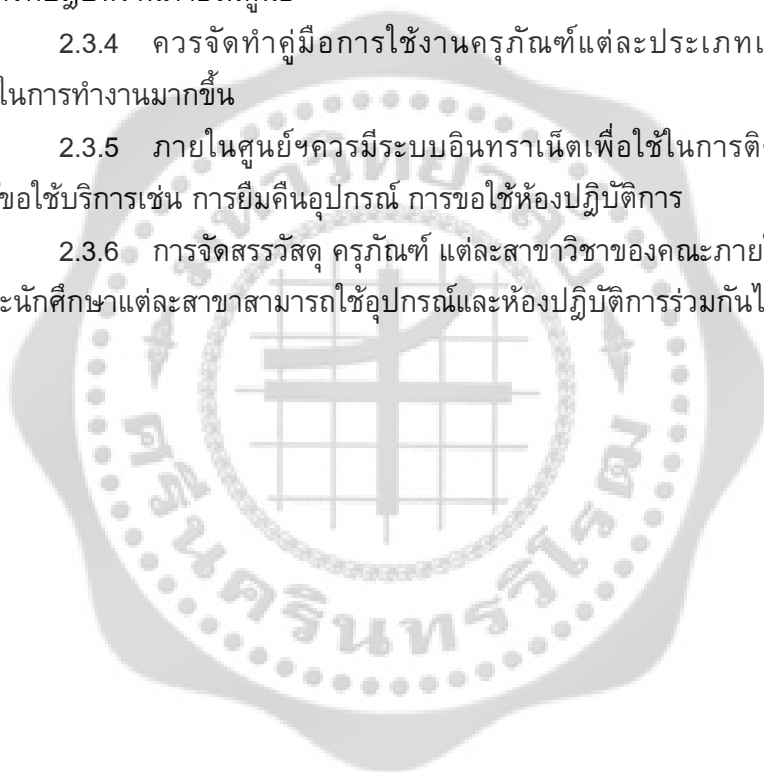 2.3.4 ควรจัดทำคู่มือการใช้งานครุภัณฑ์แต่ละประเภท
ในการทำงานมากขึ้น
2.3.5 ภายในศูนย์ฯควรมีระบบอินทราเน็ตเพื่อใช้ในการ
ขอใช้บริการเช่น การยืมคืนอุปกรณ์ การขอใช้ห้องปฏิบัติการ
2.3.6 การจัดสรรวัสดุ ครุภัณฑ์ แต่ละสาขาวิชาของคณะ
ะนักศึกษาแต่ละสาขาสามารถใช้อุปกรณ์และห้องปฏิบัติการร่วมกัน
มหาวิทยาลัย
ศรีนครินทรวิโรฒ